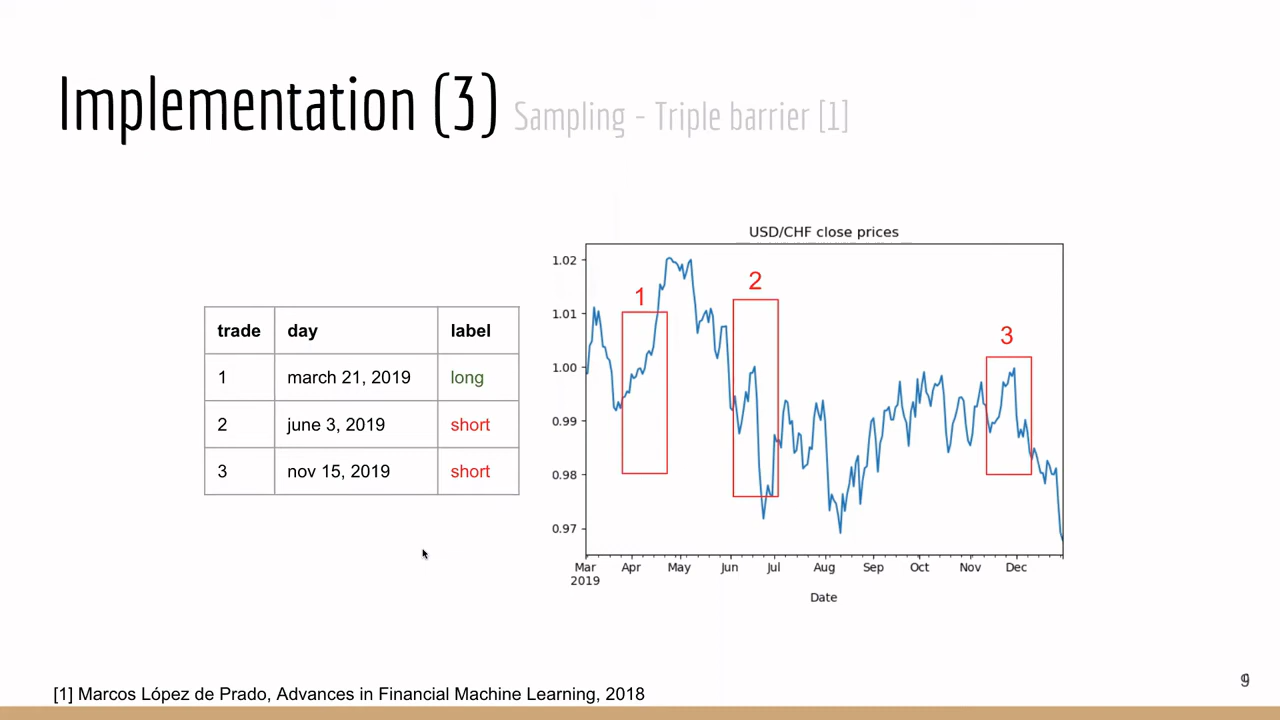 Implementation (3) Sampling - Triple barrier [1]
trade day label
1 march 21, 2019 long
2 june 3, 2019 short
3 nov 15, 2019 short
USD/CHF close prices
1.02
1.01
1.00
0.99
0.98
0.97
1
2
3
Mar Apr May Jun Jul Aug Sep Oct Nov Dec
2019
Date
[1] Marcos López de Prado, Advances in Financial Machine Learning, 2018